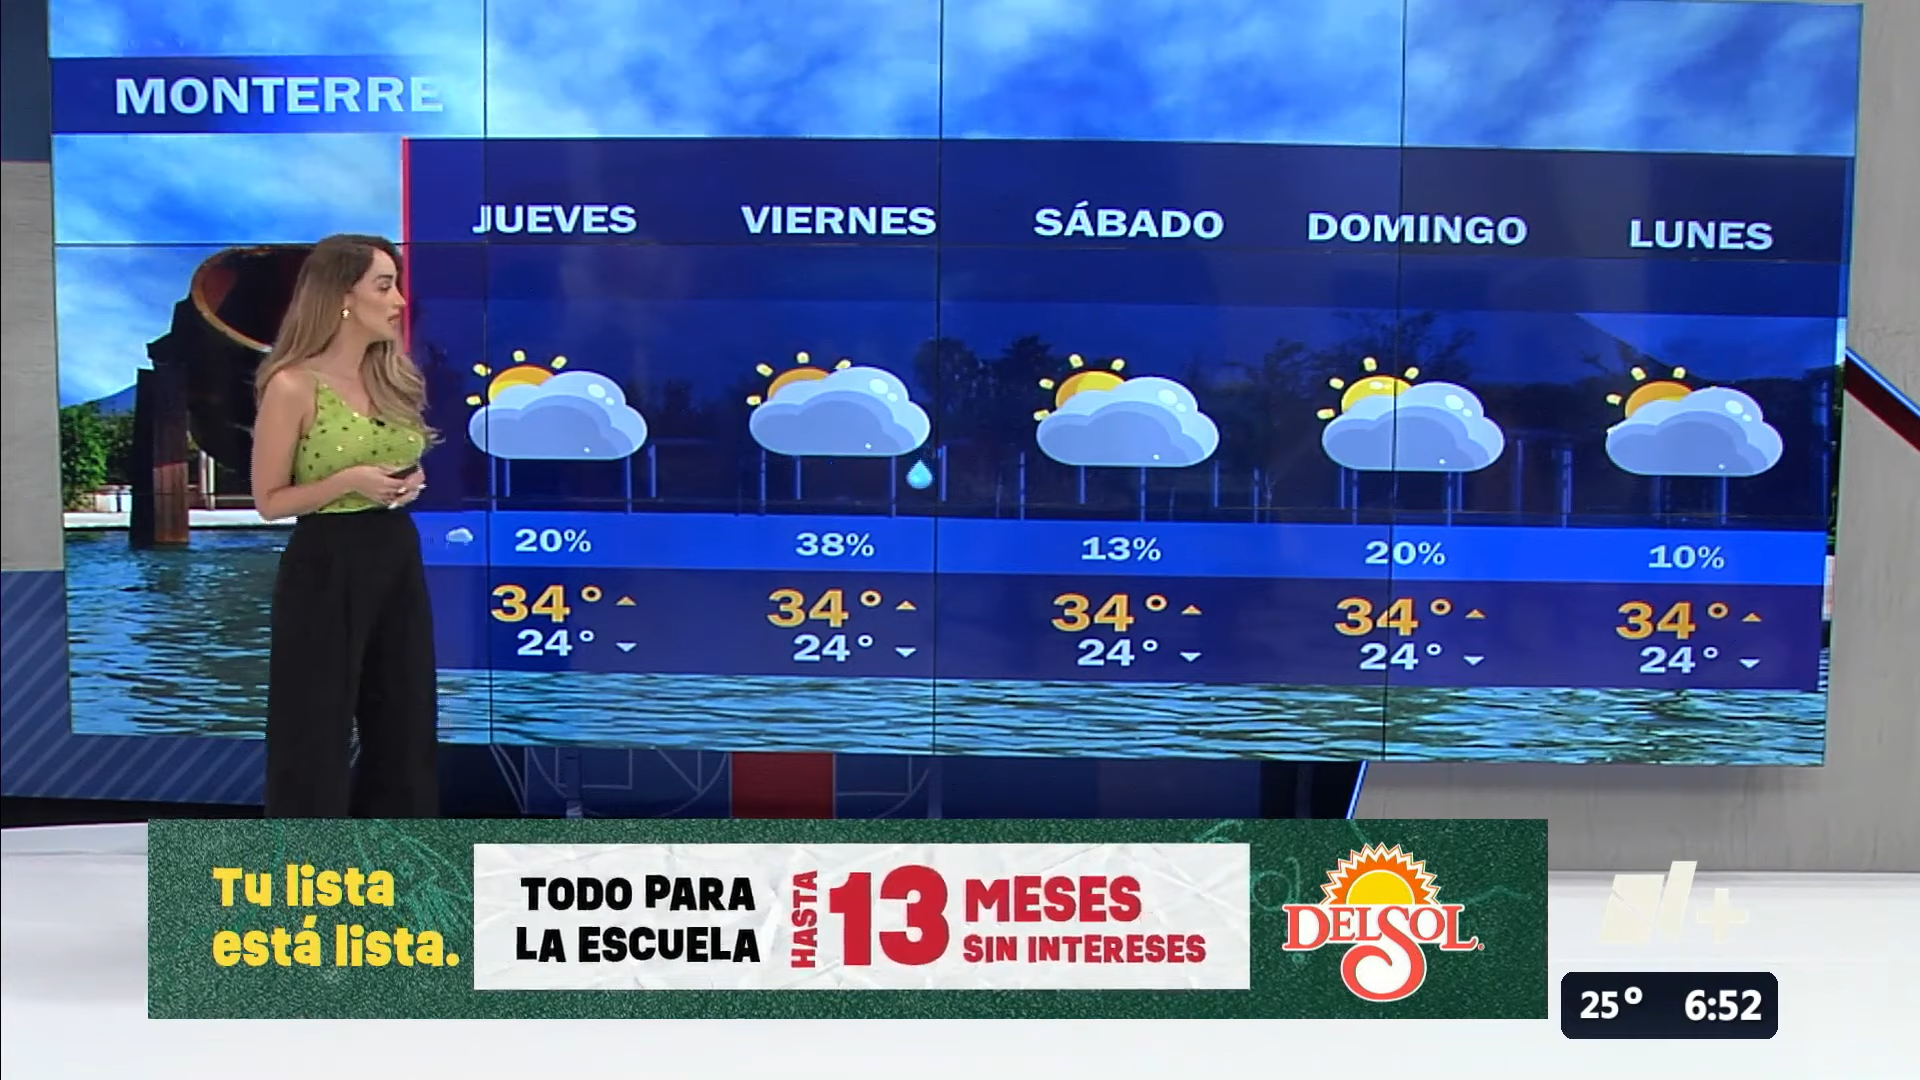 MONTERRE
JUEVES VIERNES SÁBADO DOMINGO LUNES
20% 38% 13% 20% 10%
34° 34° 34° 34° 34°
24° 24° 24° 24° 24°
Tu lista
está lista.
TODO PARA
LA ESCUELA
HASTA
13
MESES
SIN INTERESES
DELSOL
N+
25° 6:52